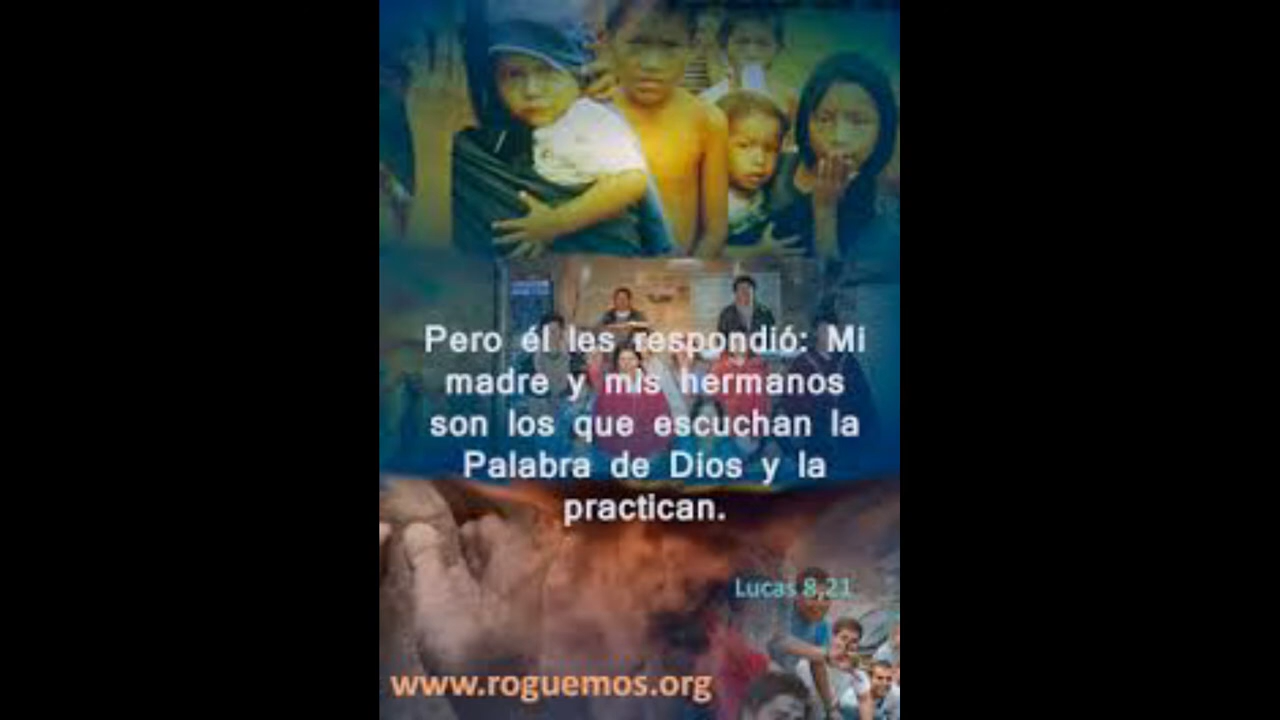 Pero él les respondió: Mi
madre y mis hermanos
son los que escuchan la
Palabra de Dios y la
practican.
Lucas 8,21
www.roguemos.org